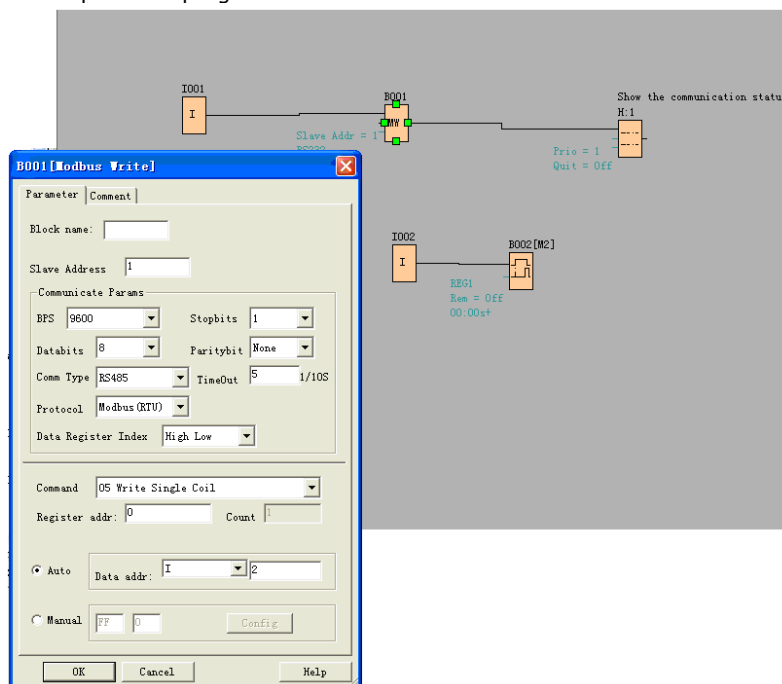 I001
I
B001
MW
Slave Addr = 1
RS232
Show the communication statu
H:1
Prio = 1
Quit = Off
I002
I
B002[M2]
REG1
Rem = Off
00:00s+
B001[Modbus Write]
Parameter
Comment
Block name:
Slave Address 1
Communicate Params
BPS 9600 Stopbits 1
Databits 8 Paritybit None
Comm Type RS485 TimeOut 5 1/10S
Protocol Modbus(RTU)
Data Register Index High Low
Command 05 Write Single Coil
Register addr: 0 Count 1
Auto Data addr: I 2
Manual FF 0 Config
OK Cancel Help